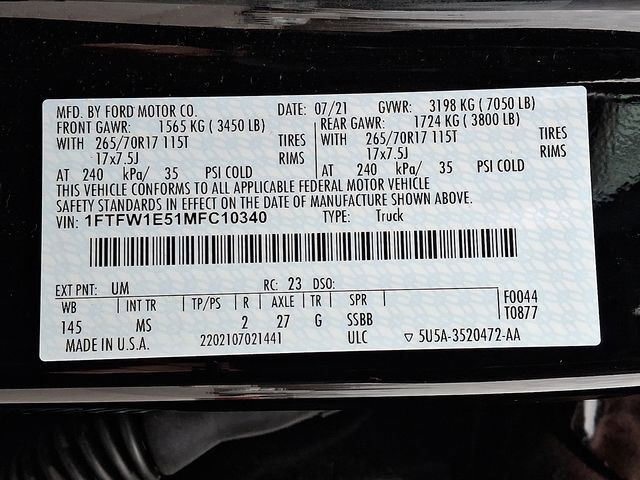 MFD. BY FORD MOTOR CO. DATE: 07/21 GVWR: 3198 KG ( 7050 LB)
FRONT GAWR: 1565 KG ( 3450 LB) REAR GAWR: 1724 KG ( 3800 LB)
WITH 265/70R17 115T TIRES WITH 265/70R17 115T TIRES
17x7.5J RIMS 17x7.5J RIMS
AT 240 kPa/ 35 PSI COLD AT 240 kPa/ 35 PSI COLD
THIS VEHICLE CONFORMS TO ALL APPLICABLE FEDERAL MOTOR VEHICLE
SAFETY STANDARDS IN EFFECT ON THE DATE OF MANUFACTURE SHOWN ABOVE.
VIN: 1FTFW1E51MFC10340 TYPE: Truck
EXT PNT: UM RC: 23 DSO:
WB INT TR TP/PS R AXLE TR SPR F0044
145 MS 2 27 G SSBB T0877
MADE IN U.S.A. 2202107021441 ULC ▽ 5U5A-3520472-AA